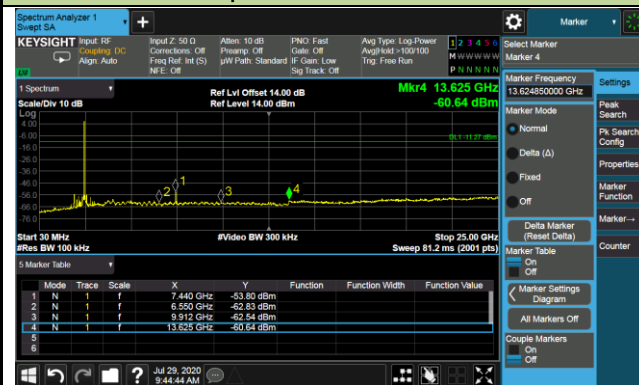 Spectrum Analyzer 1
Swept SA
Marker
KEYSIGHT
Input: RF
Coupling: DC
Align: Auto
Input Z: 50 Ω
Corrections: Off
Freq Ref: Int (S)
NFE: Off
Atten: 10 dB
Preamp: Off
µW Path: Standard
PNO: Fast
Gate: Off
IF Gain: Low
Sig Track: Off
Avg Type: Log-Power
Avg|Hold >100/100
Trig: Free Run
1 2 3 4 5 6
M W W W W W
P N N N N N
Select Marker
Marker 4
Marker Frequency
13.624850000 GHz
Settings
Peak Search
Pk Search Config
Properties
Marker Function
Marker→
Counter
Marker Mode
Normal
Delta (Δ)
Fixed
Off
Delta Marker (Reset Delta)
Marker Table
On
Off
Marker Settings Diagram
All Markers Off
Couple Markers
On
Off
1 Spectrum
Scale/Div 10 dB
Log
Ref Lvl Offset 14.00 dB
Ref Level 14.00 dBm
Mkr4 13.625 GHz
-60.64 dBm
4.00
-6.00
-16.0
-26.0
-36.0
-46.0
-56.0
-66.0
-76.0
DL1 -11.27 dBm
1
2
3
4
Start 30 MHz
#Res BW 100 kHz
#Video BW 300 kHz
Stop 25.00 GHz
Sweep 81.2 ms (2001 pts)
5 Marker Table
Mode Trace Scale X Y Function Function Width Function Value
1 N 1 f 7.440 GHz -53.80 dBm
2 N 1 f 6.550 GHz -62.83 dBm
3 N 1 f 9.912 GHz -62.54 dBm
4 N 1 f 13.625 GHz -60.64 dBm
5
6
Jul 29, 2020
9:44:44 AM